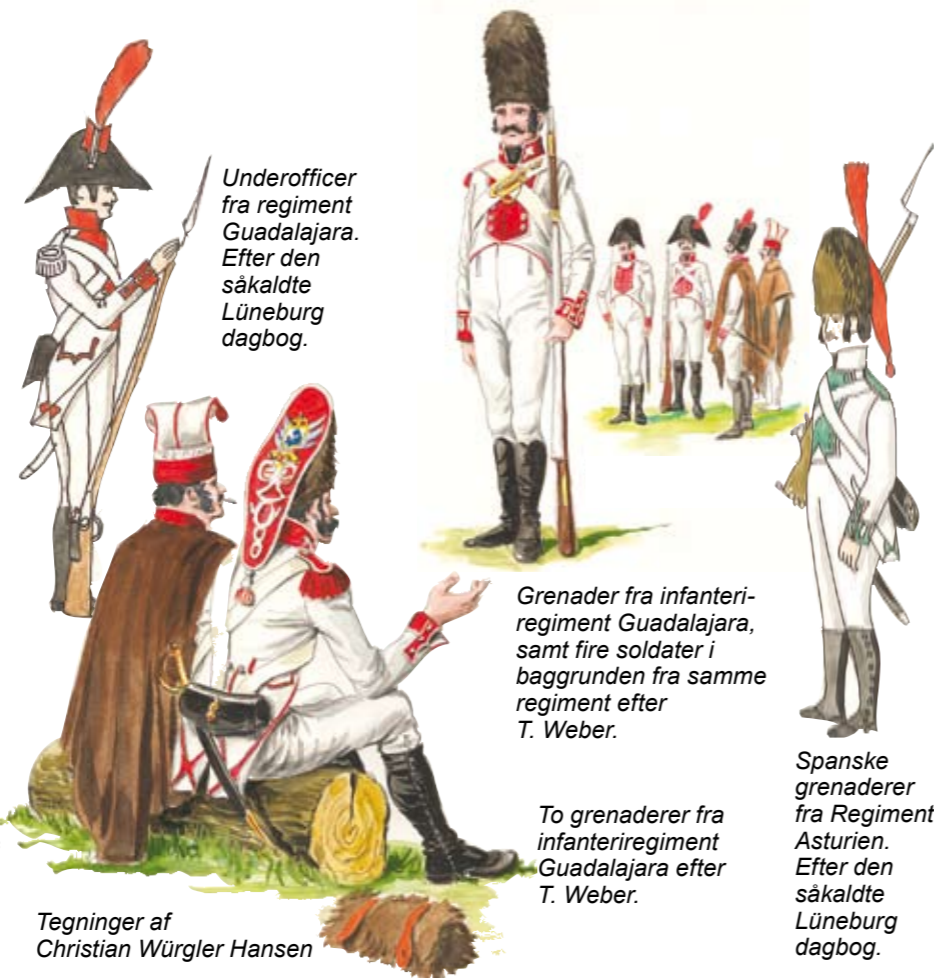 Underofficer
fra regiment
Guadalajara.
Efter den
såkaldte
Lüneburg
dagbog.
Grenader fra infanteri-
regiment Guadalajara,
samt fire soldater i
baggrunden fra samme
regiment efter
T. Weber.
To grenaderer fra
infanteriregiment
Guadalajara efter
T. Weber.
Spanske
grenaderer
fra Regiment
Asturien.
Efter den
såkaldte
Lüneburg
dagbog.
Tegninger af
Christian Würgler Hansen